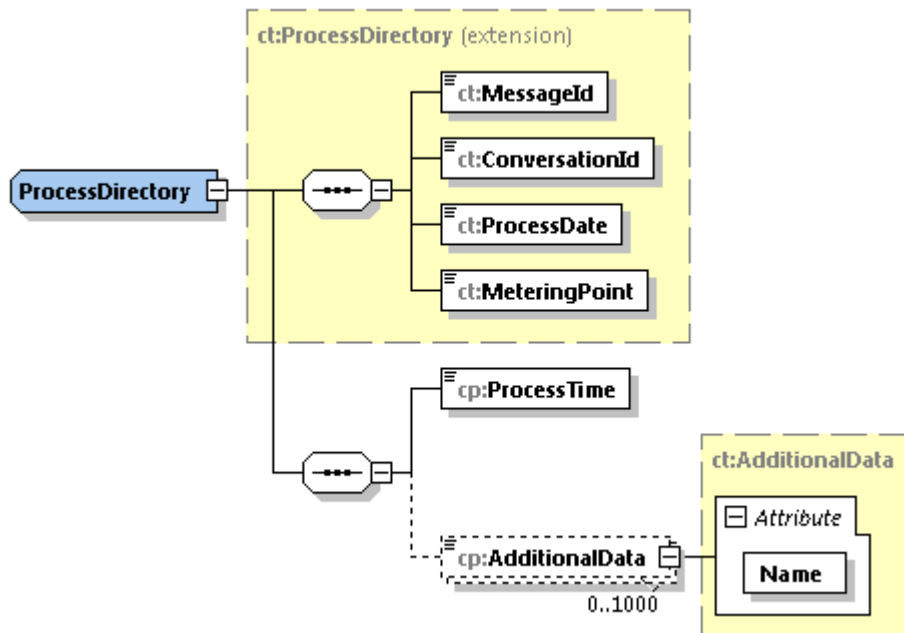 ct:ProcessDirectory (extension)
ct:MessageId
ct:ConversationId
ProcessDirectory
ct:ProcessDate
ct:MeteringPoint
cp:ProcessTime
ct:AdditionalData
Attribute
cp:AdditionalData
Name
0..1000